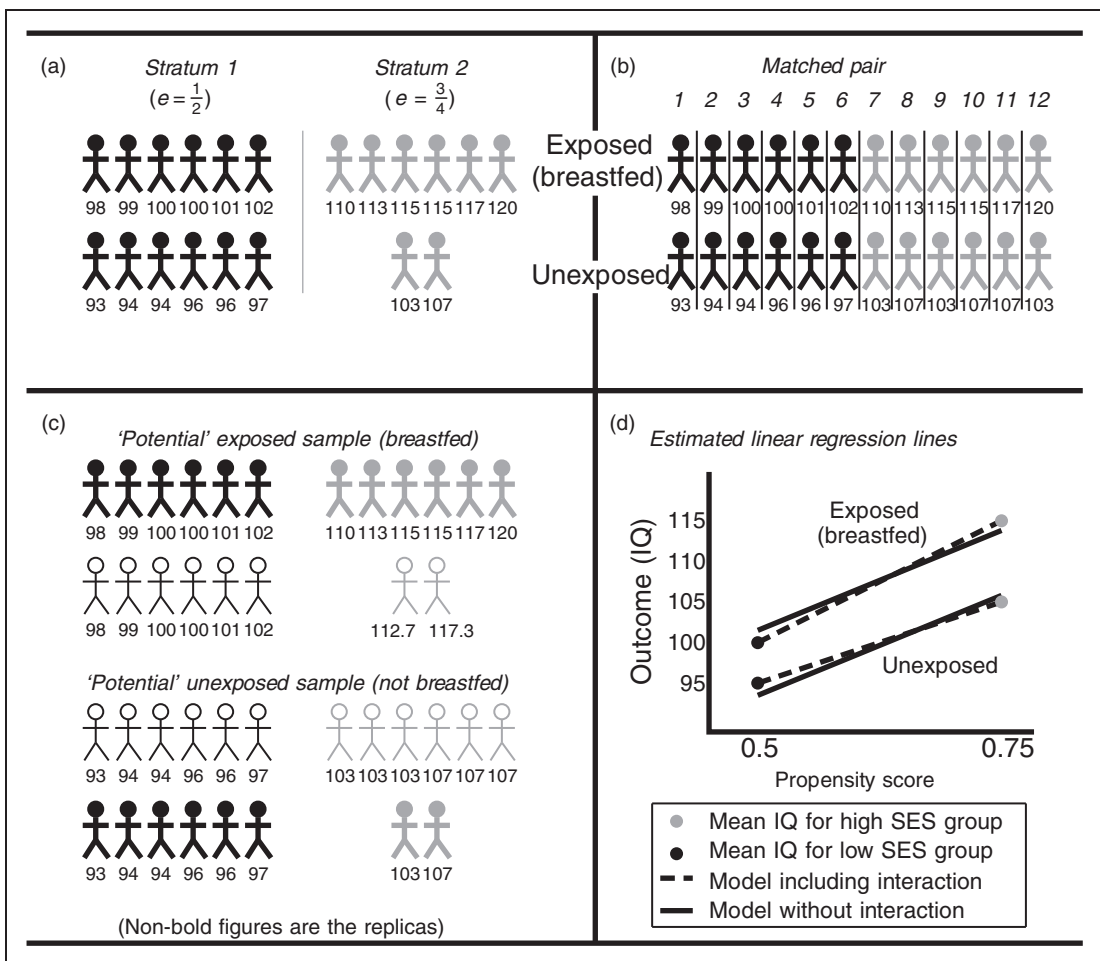 (a)
Stratum 1
(e = 1/2)
Stratum 2
(e = 3/4)
98 99 100 100 101 102
110 113 115 115 117 120
93 94 94 96 96 97
103 107
Exposed
(breastfed)
Unexposed
(b)
Matched pair
1 2 3 4 5 6 7 8 9 10 11 12
98 99 100 100 101 102 110 113 115 115 117 120
93 94 94 96 96 97 103 107 103 107 107 103
(c)
'Potential' exposed sample (breastfed)
98 99 100 100 101 102
110 113 115 115 117 120
98 99 100 100 101 102
112.7 117.3
'Potential' unexposed sample (not breastfed)
93 94 94 96 96 97
103 103 103 107 107 107
93 94 94 96 96 97
103 107
(Non-bold figures are the replicas)
(d)
Estimated linear regression lines
Outcome (IQ)
115
110
105
100
95
Exposed
(breastfed)
Unexposed
0.5 0.75
Propensity score
Mean IQ for high SES group
Mean IQ for low SES group
Model including interaction
Model without interaction